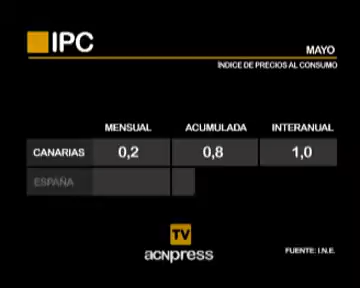 IPC
MAYO
ÍNDICE DE PRECIOS AL CONSUMO
MENSUAL ACUMULADA INTERANUAL
CANARIAS 0,2 0,8 1,0
ESPAÑA
TV
acnpress
FUENTE: I.N.E.